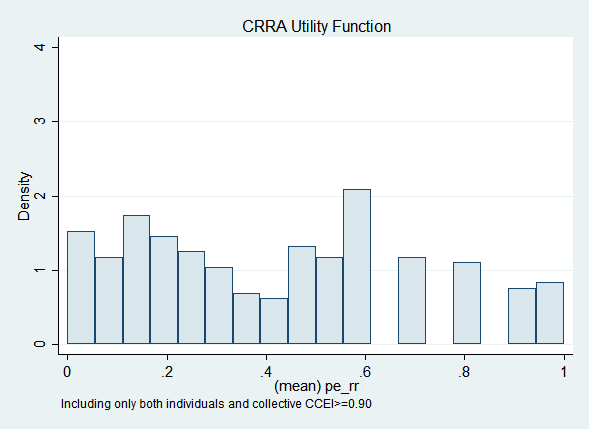 CRRA Utility Function
4
3
2
1
0
Density
0 .2 .4 .6 .8 1
(mean) pe_rr
Including only both individuals and collective CCEI>=0.90